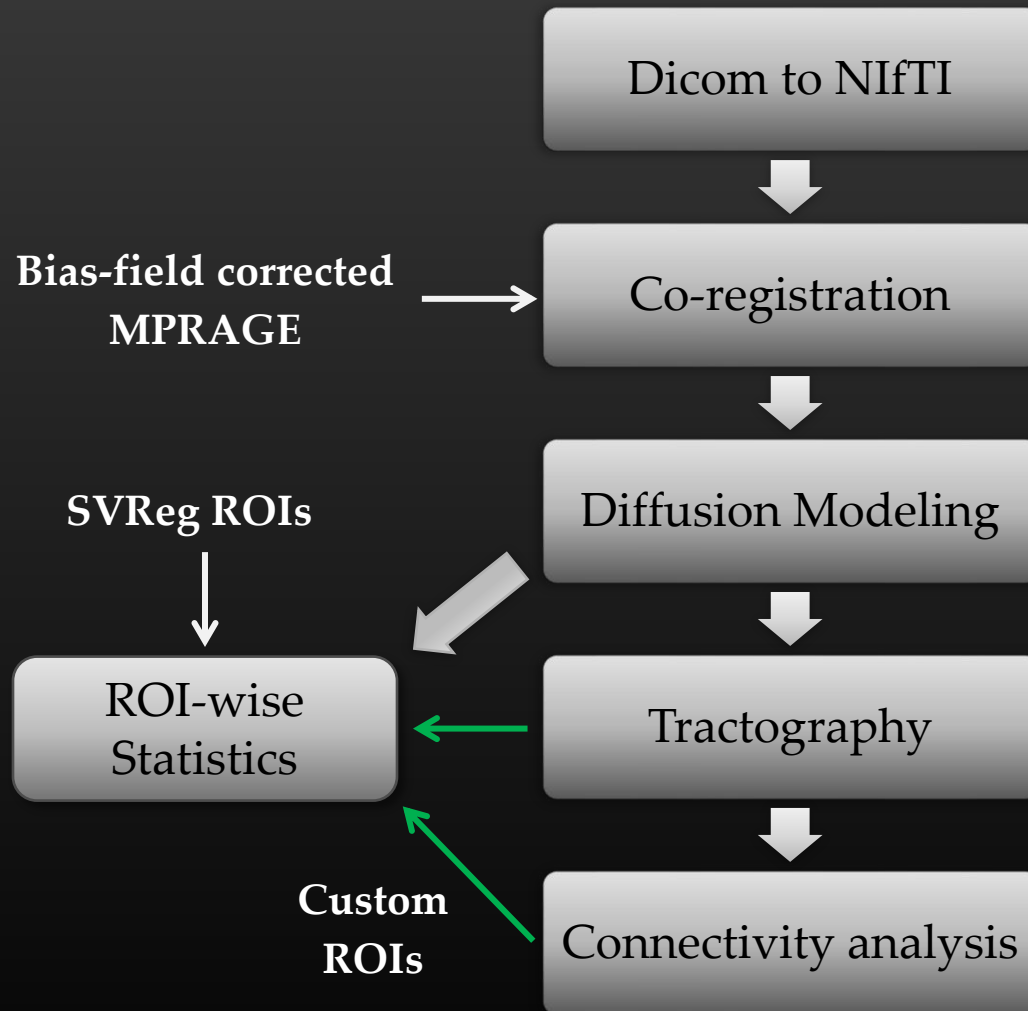 Dicom to NIfTI
Bias-field corrected
MPRAGE
Co-registration
SVReg ROIs
Diffusion Modeling
ROI-wise
Statistics
Tractography
Custom
ROIs
Connectivity analysis